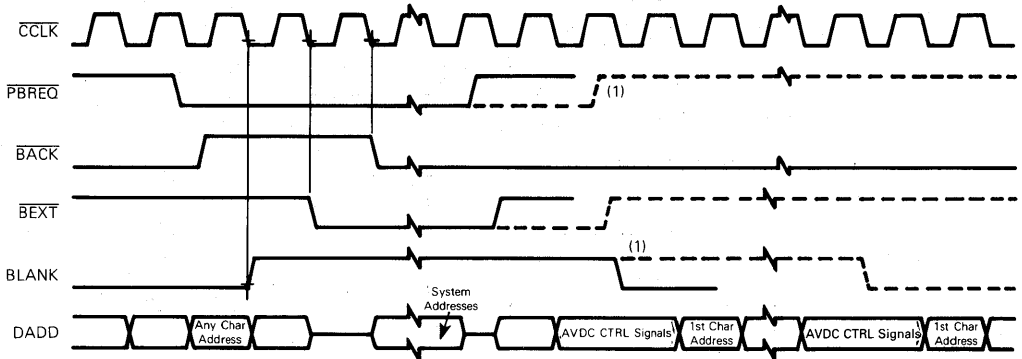 CCLK
PBREQ
(1)
BACK
BEXT
(1)
BLANK
System
Addresses
DADD
Any Char
Address
AVDC CTRL Signals
1st Char
Address
AVDC CTRL Signals
1st Char
Address